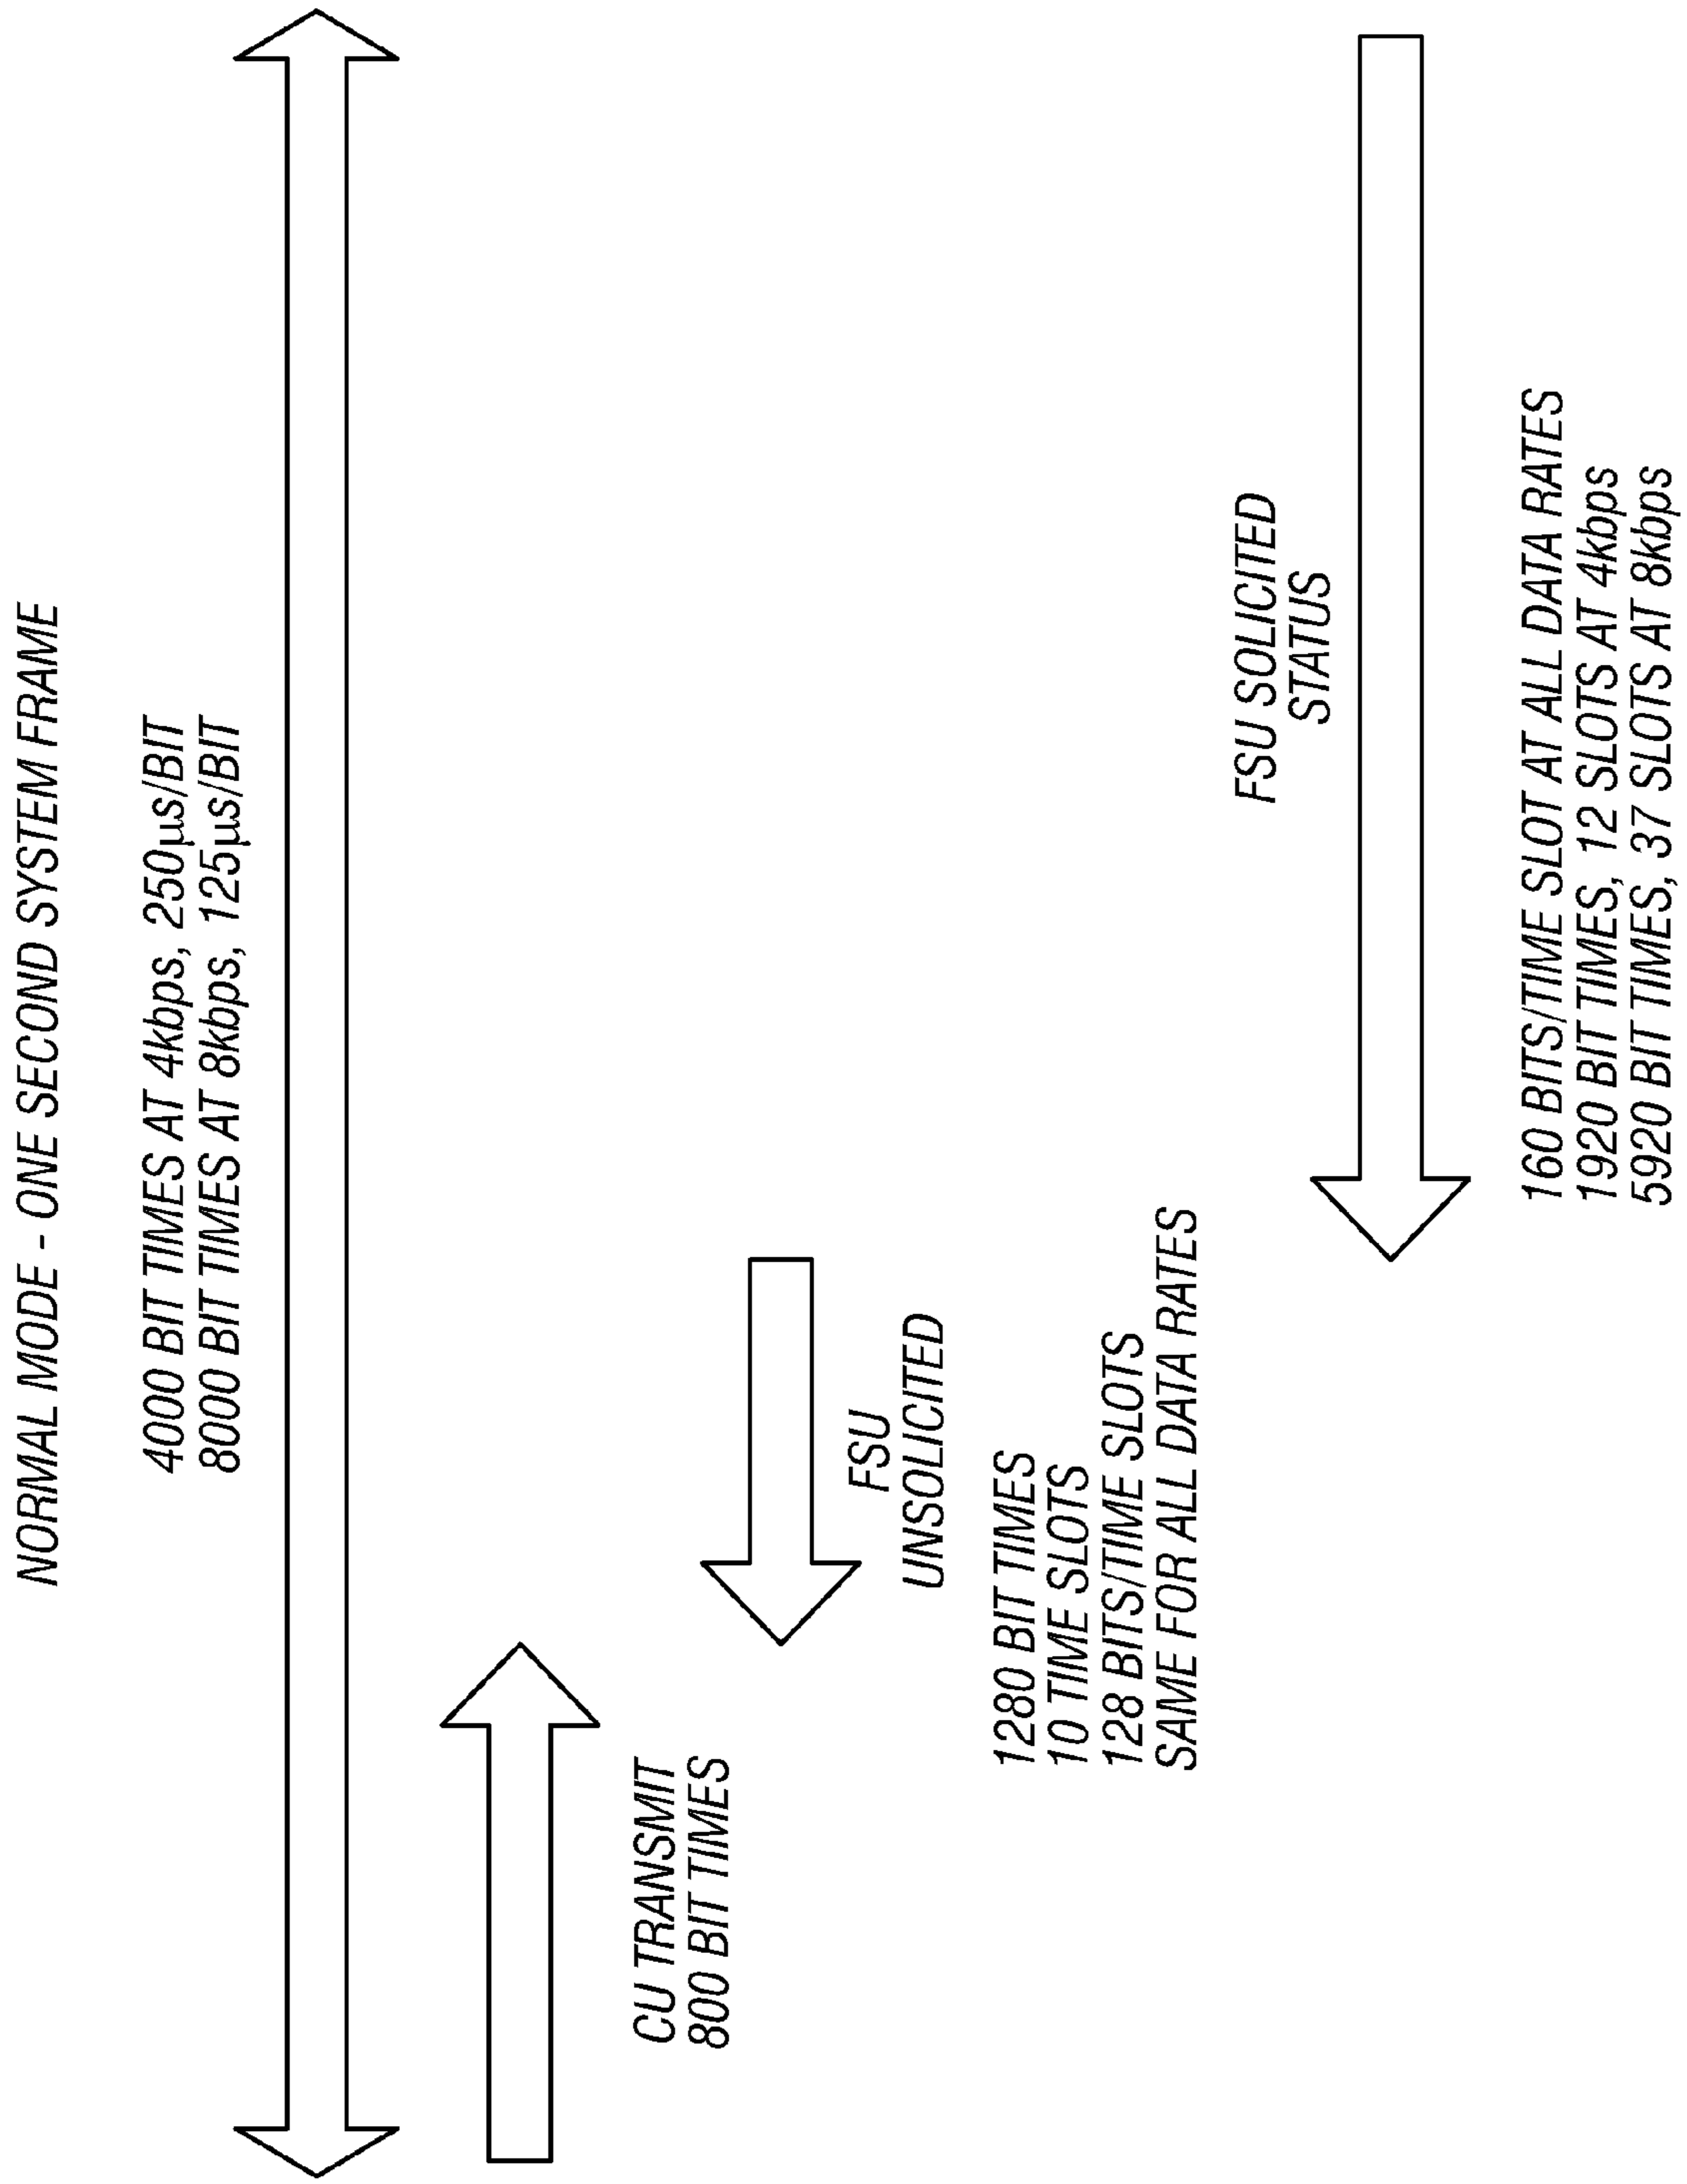 NORMAL MODE - ONE SECOND SYSTEM FRAME
4000 BIT TIMES AT 4kbps, 250µs/BIT
8000 BIT TIMES AT 8kbps, 125µs/BIT
CU TRANSMIT
800 BIT TIMES
FSU
UNSOLICITED
1280 BIT TIMES
10 TIME SLOTS
128 BITS/TIME SLOTS
SAME FOR ALL DATA RATES
FSU SOLICITED
STATUS
160 BITS/TIME SLOT AT ALL DATA RATES
1920 BIT TIMES, 12 SLOTS AT 4kbps
5920 BIT TIMES, 37 SLOTS AT 8kbps